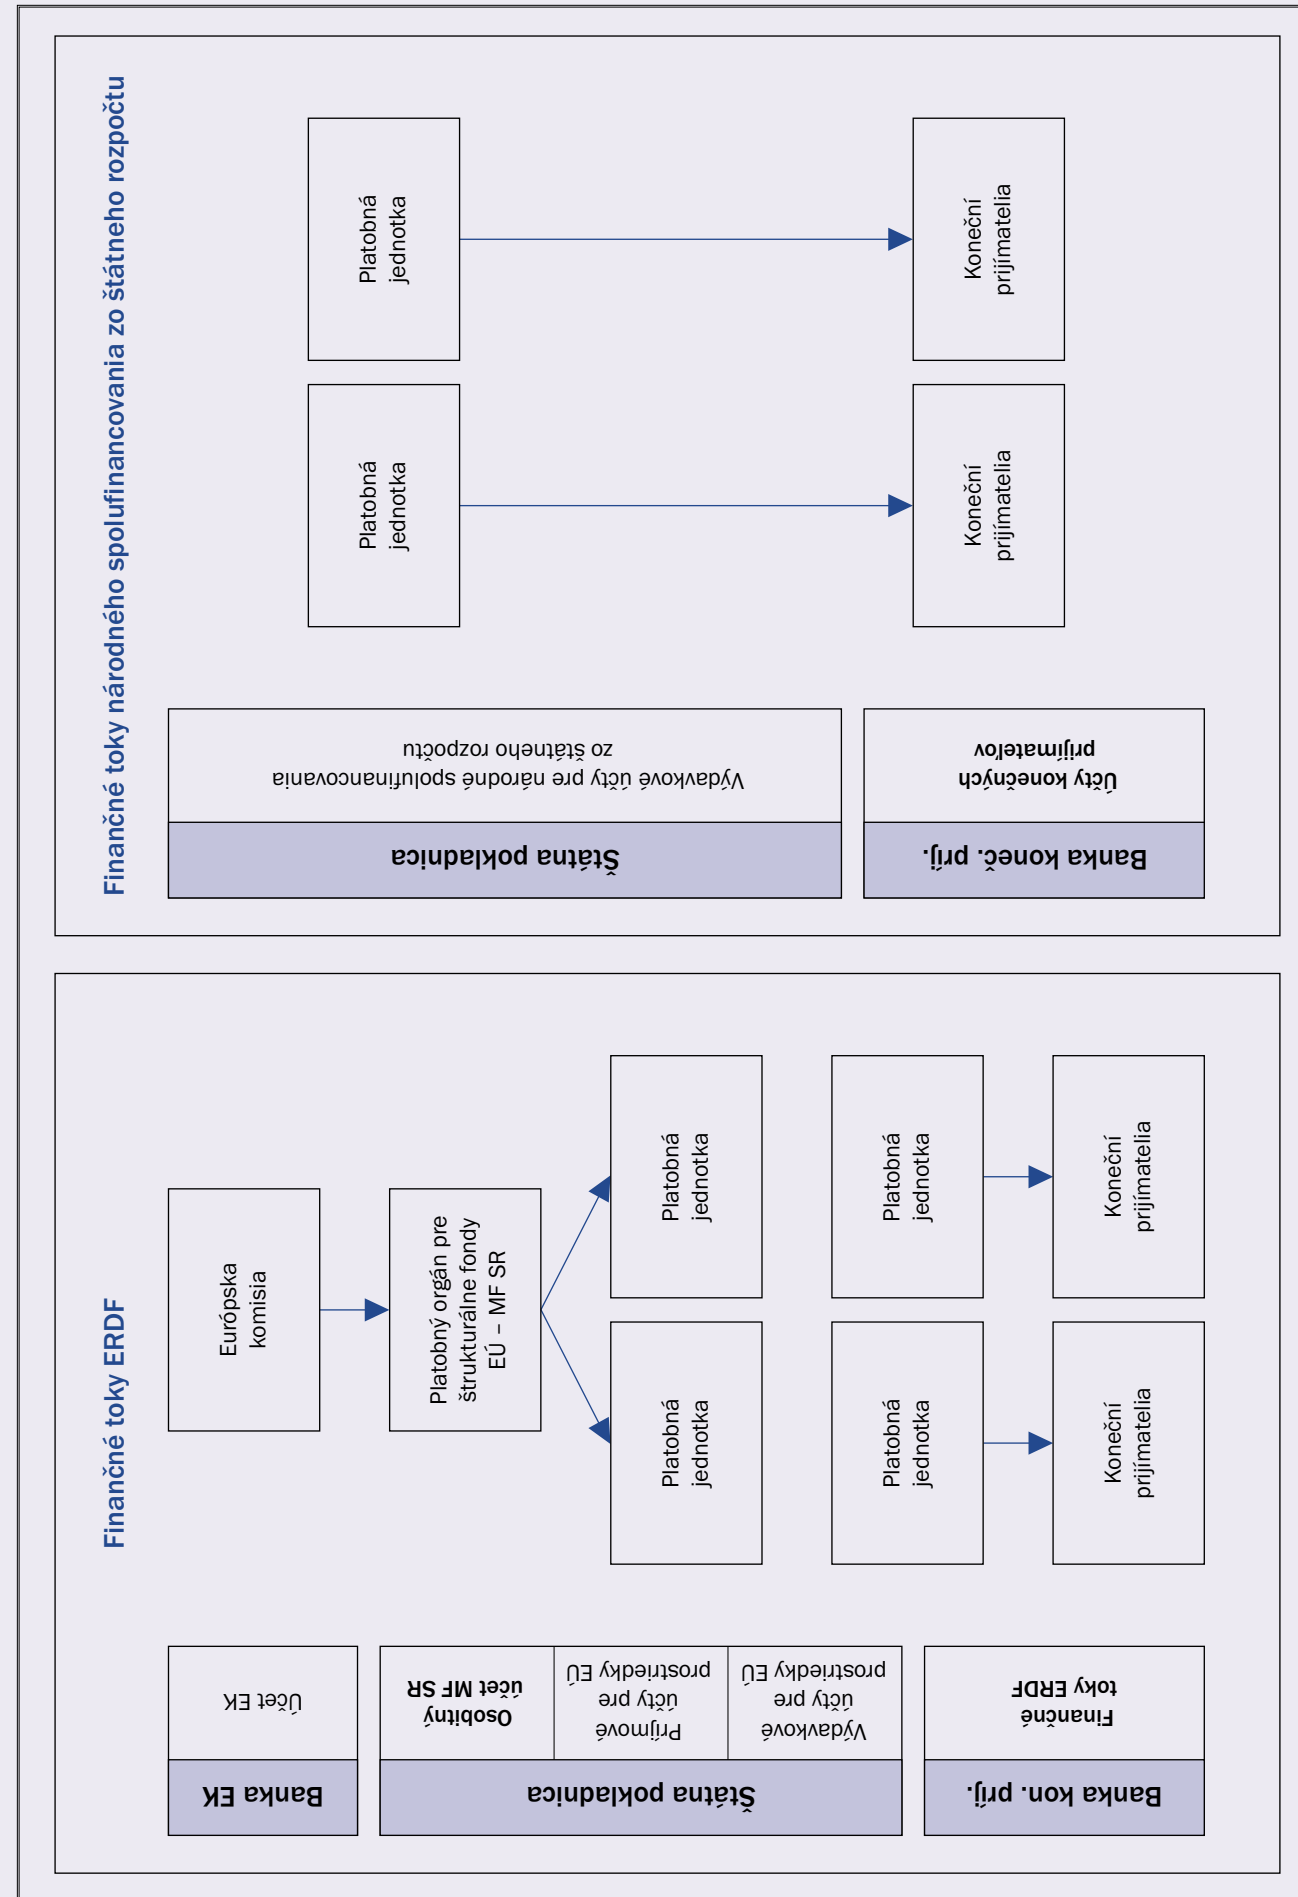 Finančné toky ERDF
Banka EK
Účet EK
Štátna pokladnica
Osobitný
účet MF SR
Príjmové
účty pre
prostriedky EÚ
Výdavkové
účty pre
prostriedky EÚ
Banka kon. príj.
Finančné
toky ERDF
Európska
komisia
Platobný orgán pre
štrukturálne fondy
EÚ – MF SR
Platobná
jednotka
Platobná
jednotka
Platobná
jednotka
Platobná
jednotka
Koneční
prijímatelia
Koneční
prijímatelia
Finančné toky národného spolufinancovania zo štátneho rozpočtu
Štátna pokladnica
Výdavkové účty pre národné spolufinancovania
zo štátneho rozpočtu
Banka koneč. príj.
Účty konečných
prijímateľov
Platobná
jednotka
Platobná
jednotka
Koneční
prijímatelia
Koneční
prijímatelia